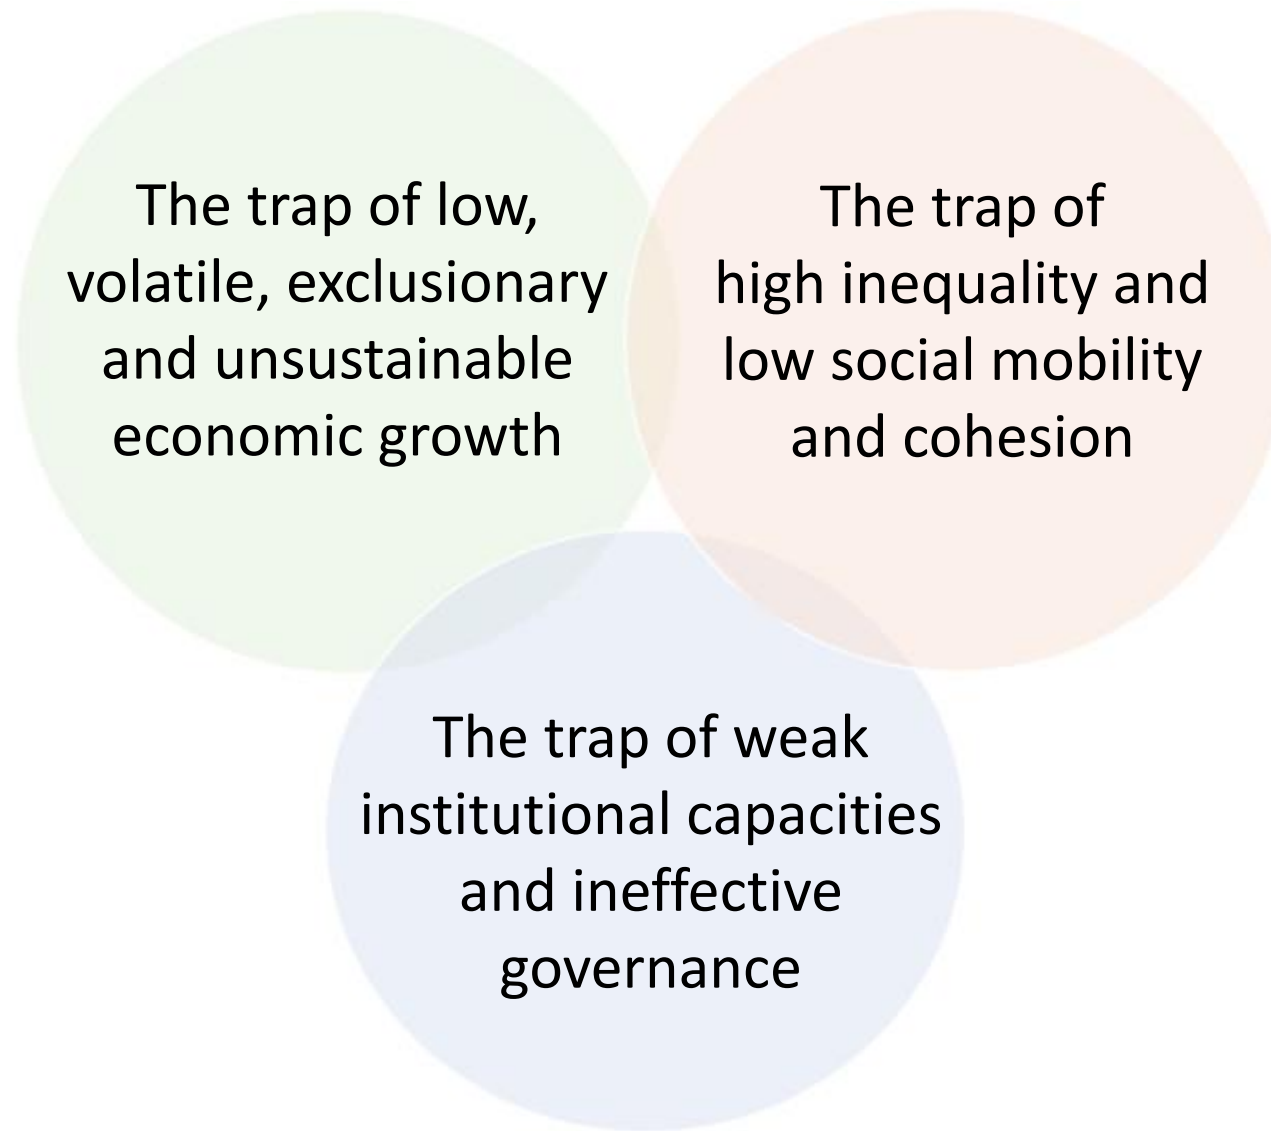 The trap of low,
volatile, exclusionary
and unsustainable
economic growth
The trap of
high inequality and
low social mobility
and cohesion
The trap of weak
institutional capacities
and ineffective
governance